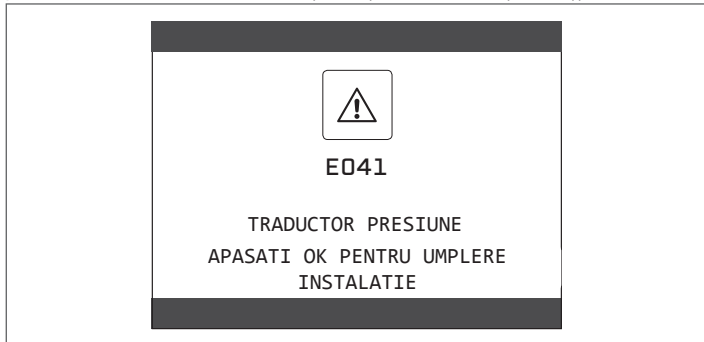 E041
TRADUCTOR PRESIUNE
APASATI OK PENTRU UMPLERE
INSTALATIE